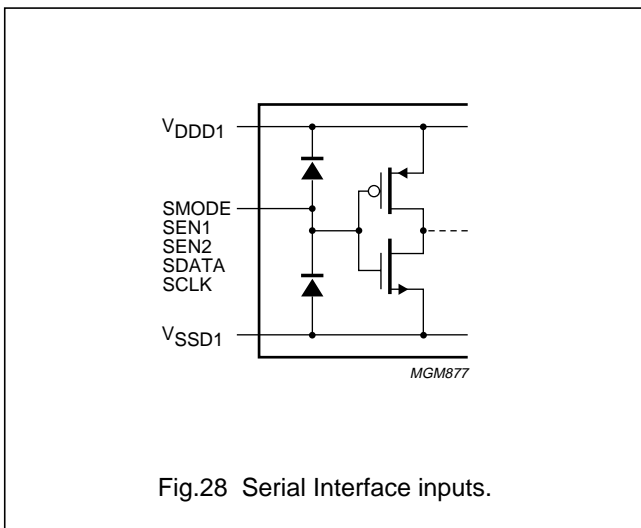 VDDD1
SMODE
SEN1
SEN2
SDATA
SCLK
VSSD1
MGM877
Fig.28 Serial Interface inputs.